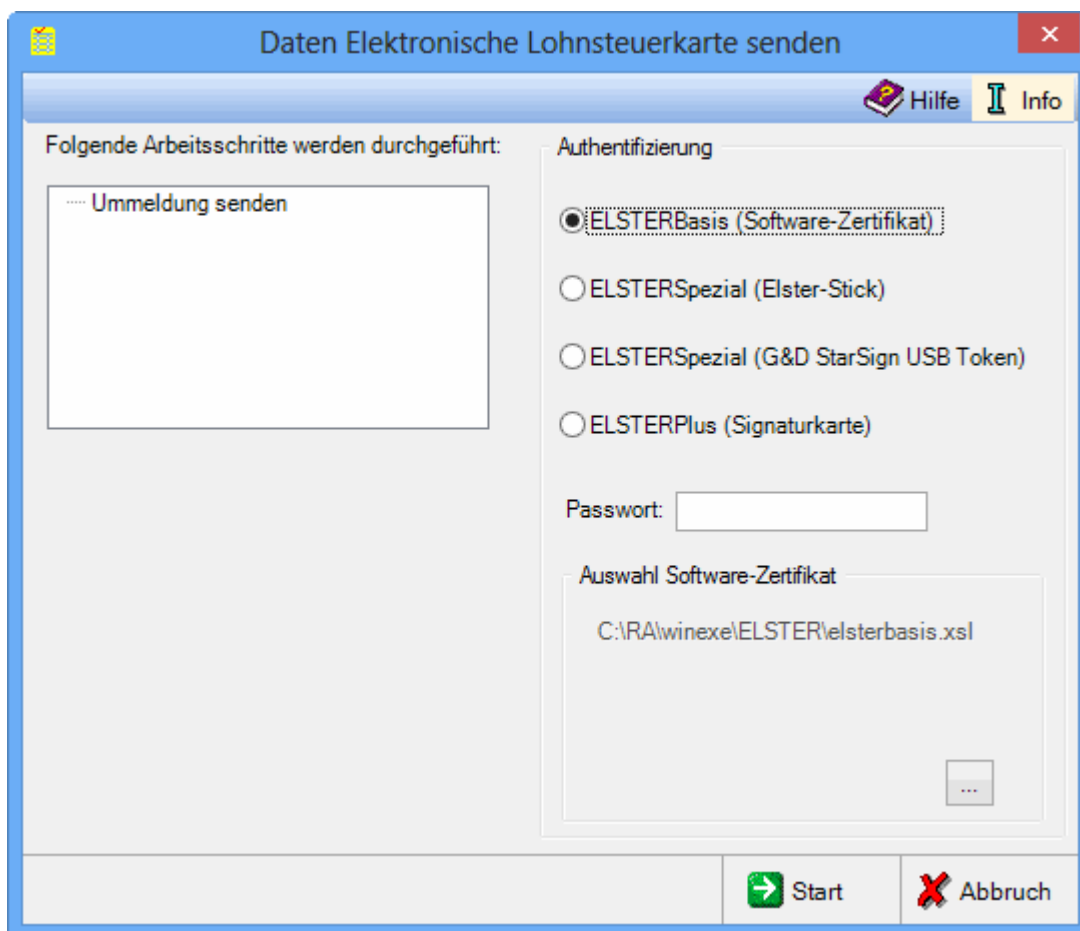 Daten Elektronische Lohnsteuerkarte senden
Hilfe
Info
Folgende Arbeitsschritte werden durchgeführt:
Ummeldung senden
Authentifizierung
ELSTERBasis (Software-Zertifikat)
ELSTERSpezial (Elster-Stick)
ELSTERSpezial (G&D StarSign USB Token)
ELSTERPlus (Signaturkarte)
Passwort:
Auswahl Software-Zertifikat
C:\RA\winexe\ELSTER\elsterbasis.xsl
...
Start
Abbruch